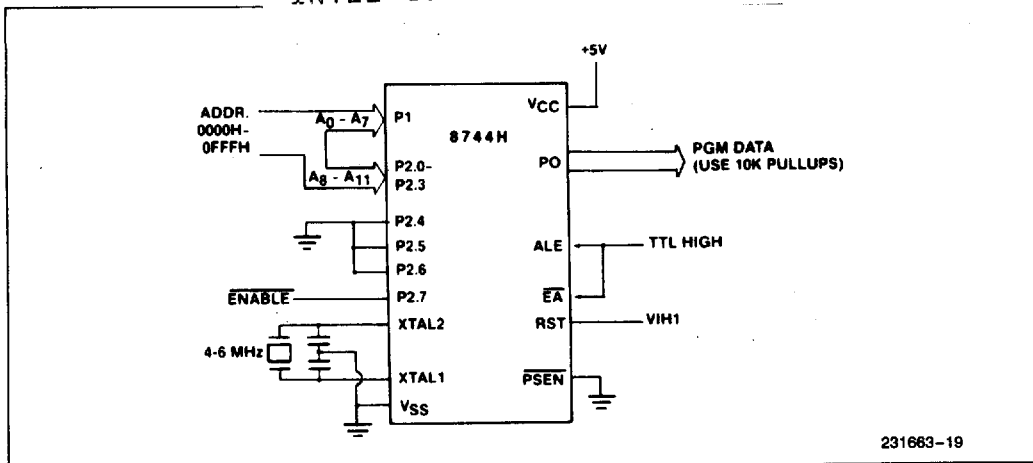 +5V
ADDR.
0000H-
0FFFH
A0 - A7
P1
VCC
8744H
P2.0-
P2.3
A8 - A11
PO
PGM DATA
(USE 10K PULLUPS)
P2.4
P2.5
P2.6
ALE
TTL HIGH
ENABLE
P2.7
EA
XTAL2
RST
VIH1
4-6 MHz
XTAL1
PSEN
VSS
231663-19